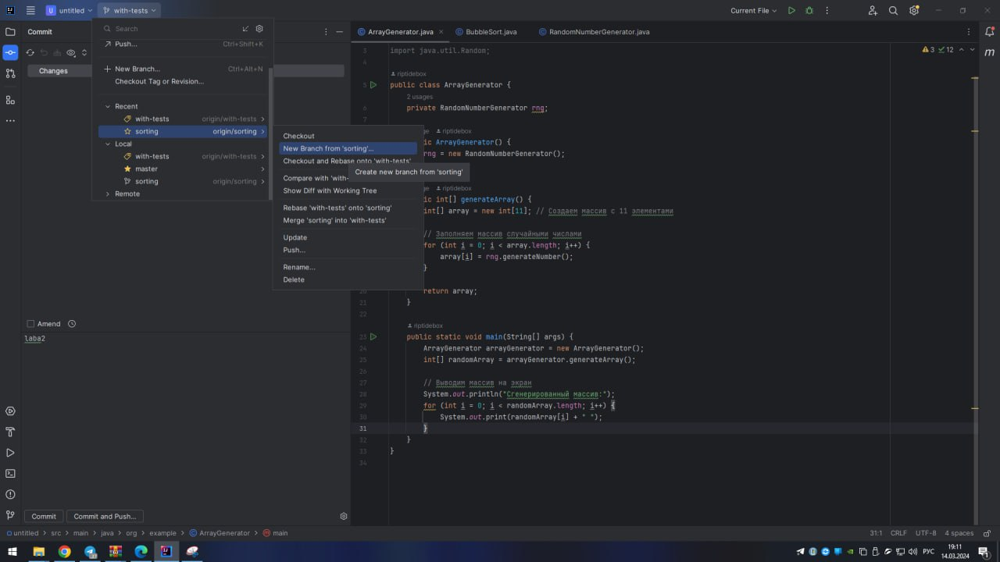 U untitled
with-tests
Current File
Commit
Search
Push... Ctrl+Shift+K
Changes
New Branch... Ctrl+Alt+N
Checkout Tag or Revision...
Recent
with-tests origin/with-tests
sorting origin/sorting
Local
with-tests origin/with-tests
master
sorting origin/sorting
Remote
Checkout
New Branch from 'sorting'...
Checkout and Rebase onto 'with-tests'
Create new branch from 'sorting'
Compare with 'with-
Show Diff with Working Tree
Rebase 'with-tests' onto 'sorting'
Merge 'sorting' into 'with-tests'
Update
Push...
Rename...
Delete
Amend
laba2
Commit
Commit and Push...
ArrayGenerator.java
BubbleSort.java
RandomNumberGenerator.java
3 12
3 import java.util.Random;
4
riptidebox
5 public class ArrayGenerator {
2 usages
6 private RandomNumberGenerator rng;
7
ge riptidebox
ic ArrayGenerator() {
rng = new RandomNumberGenerator();
ge riptidebox
ic int[] generateArray() {
int[] array = new int[11]; // Создаем массив с 11 элементами
// Заполняем массив случайными числами
for (int i = 0; i < array.length; i++) {
array[i] = rng.generateNumber();
}
20 return array;
21 }
22
riptidebox
23 public static void main(String[] args) {
24 ArrayGenerator arrayGenerator = new ArrayGenerator();
25 int[] randomArray = arrayGenerator.generateArray();
26
27 // Выводим массив на экран
28 System.out.println("Сгенерированный массив:");
29 for (int i = 0; i < randomArray.length; i++) {
30 System.out.print(randomArray[i] + " ");
31 }
32 }
33 }
34
untitled > src > main > java > org > example > ArrayGenerator > main
31:1 CRLF UTF-8 4 spaces
РУС
19:11
14.03.2024